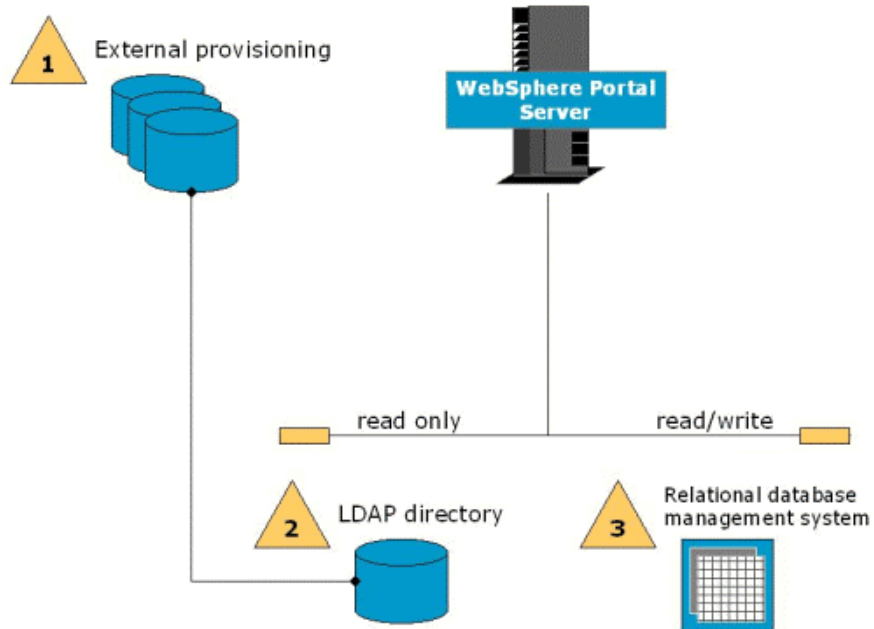 1
External provisioning
WebSphere Portal
Server
read only
read/write
2
LDAP directory
3
Relational database
management system